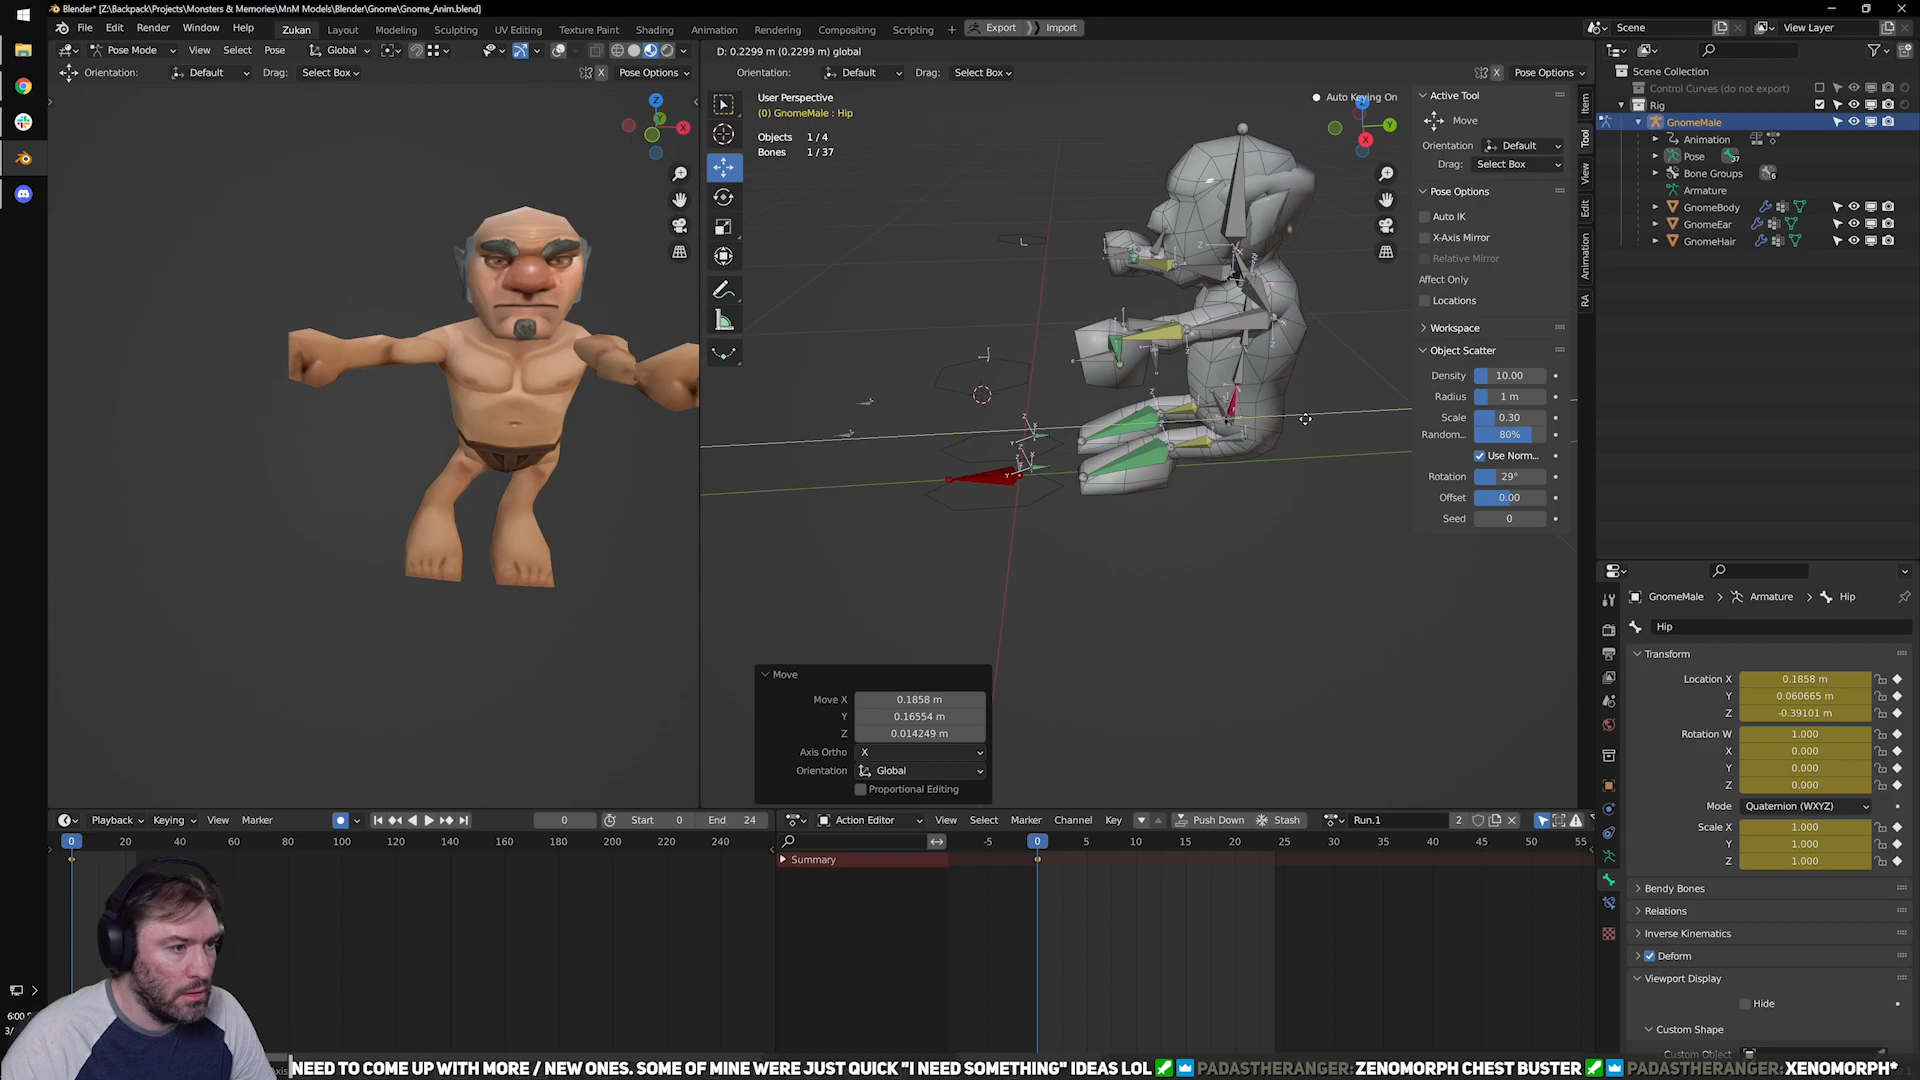 Blender* [Z:\Backpack\Projects\Monsters & Memories\MnM Models\Blender\Gnome\Gnome_Anim.blend]
File Edit Render Window Help Zukan Layout Modeling Sculpting UV Editing Texture Paint Shading Animation Rendering Compositing Scripting + Export Import Scene View Layer
Pose Mode View Select Pose Global D: 0.2299 m (0.2299 m) global
Orientation: Default Drag: Select Box X Pose Options Orientation: Default Drag: Select Box X Pose Options
Scene Collection
Control Curves (do not export)
Rig
GnomeMale
Animation
Pose 37
Bone Groups 6
Armature
GnomeBody
GnomeEar
GnomeHair
User Perspective
(0) GnomeMale : Hip
Objects 1 / 4
Bones 1 / 37
Auto Keying On
Active Tool
Move
Orientation Default
Drag: Select Box
Pose Options
Auto IK
X-Axis Mirror
Relative Mirror
Affect Only
Locations
Workspace
Object Scatter
Density 10.00
Radius 1 m
Scale 0.30
Random... 80%
Use Norm...
Rotation 29°
Offset 0.00
Seed 0
Item
Tool
View
Edit
Animation
RA
Move
Move X 0.1858 m
Y 0.16554 m
Z 0.014249 m
Axis Ortho X
Orientation Global
Proportional Editing
GnomeMale > Armature > Hip
Hip
Transform
Location X 0.1858 m
Y 0.060665 m
Z -0.39101 m
Rotation W 1.000
X 0.000
Y 0.000
Z 0.000
Mode Quaternion (WXYZ)
Scale X 1.000
Y 1.000
Z 1.000
Bendy Bones
Relations
Inverse Kinematics
Deform
Viewport Display
Hide
Custom Shape
Custom Object
Playback Keying View Marker 0 Start 0 End 24
0 20 40 60 80 100 120 140 160 180 200 220 240
Action Editor View Select Marker Channel Key Push Down Stash Run.1 2
-5 0 5 10 15 20 25 30 35 40 45 50 55
Summary
6:00
NEED TO COME UP WITH MORE / NEW ONES. SOME OF MINE WERE JUST QUICK "I NEED SOMETHING" IDEAS LOL PADASTHERANGER: ZENOMORPH CHEST BUSTER PADASTHERANGER: XENOMORPH*